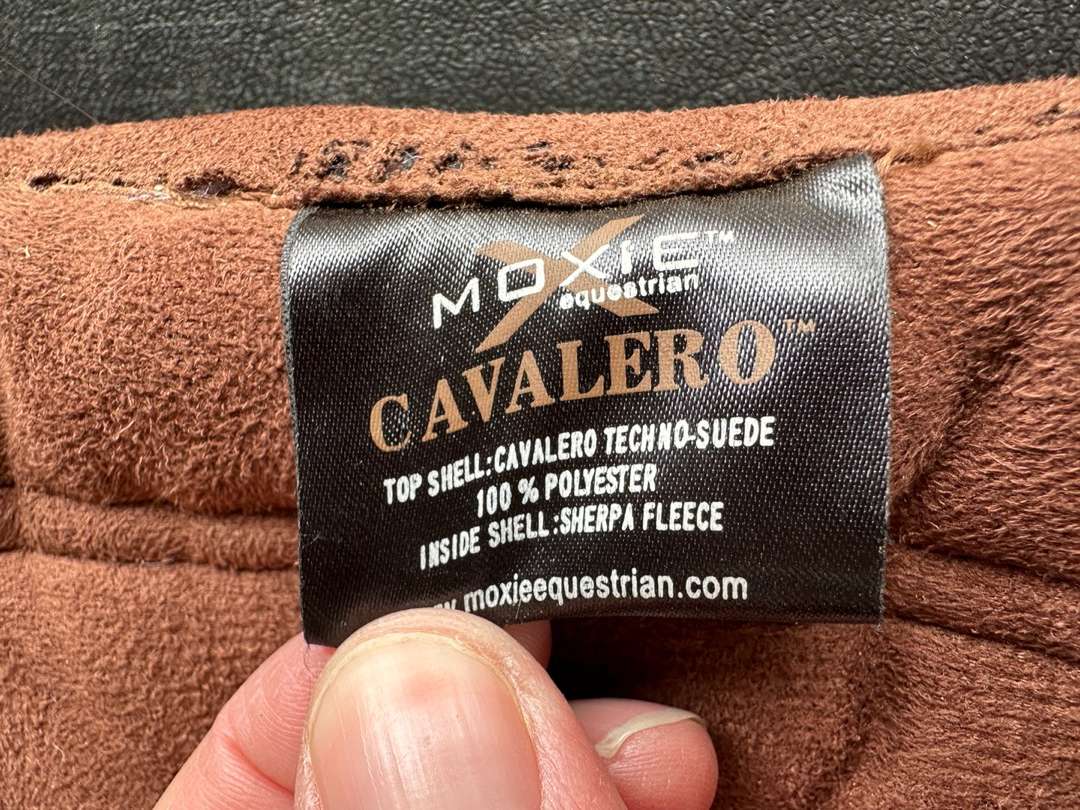 MOXiE™
equestrian
CAVALERO™
TOP SHELL:CAVALERO TECHNO-SUEDE
100 % POLYESTER
INSIDE SHELL:SHERPA FLEECE
moxieequestrian.com